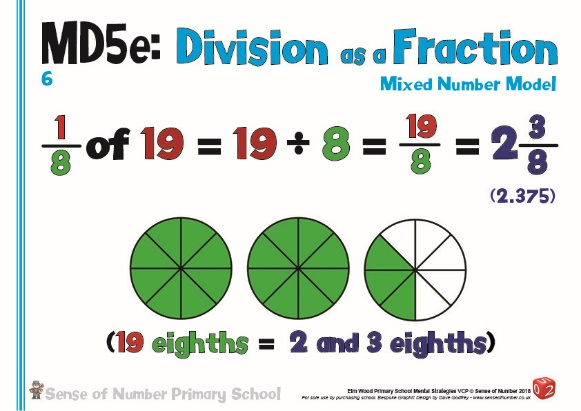 MD5e: Division as a Fraction
6
Mixed Number Model
1/8 of 19 = 19 ÷ 8 = 19/8 = 2 3/8
(2.375)
(19 eighths = 2 and 3 eighths)
Sense of Number Primary School
Elm Wood Primary School Mental Strategies VCP © Sense of Number 2018
For sole use by purchasing school. Bespoke Graphic Design by Dave Godfrey - www.senseofnumber.co.uk